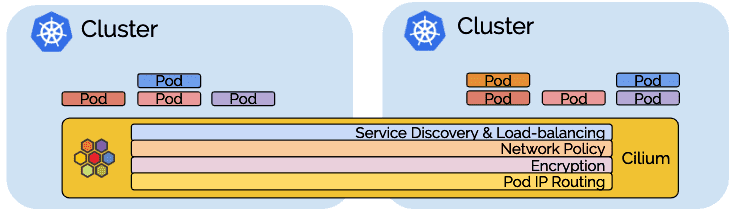 Cluster
Cluster
Pod
Pod
Pod
Pod
Pod
Pod
Pod
Pod
Pod
Pod
Service Discovery & Load-balancing
Network Policy
Encryption
Pod IP Routing
Cilium